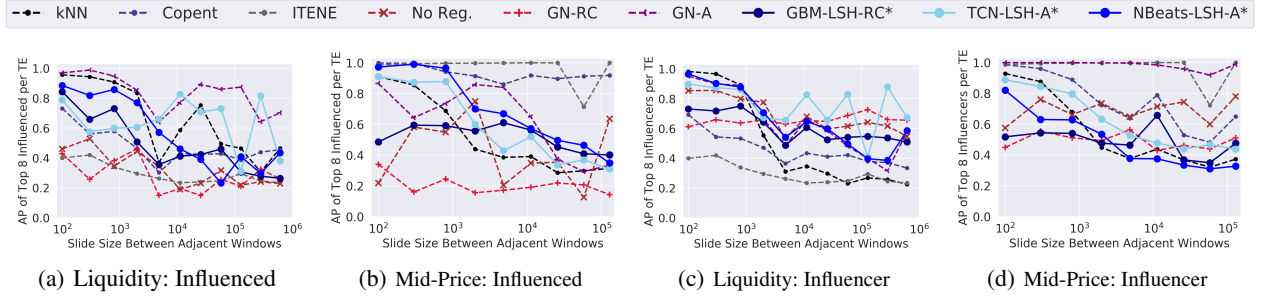 kNN Copent ITENE No Reg. GN-RC GN-A GBM-LSH-RC* TCN-LSH-A* NBeats-LSH-A*
AP of Top 8 Influenced per TE
1.0
0.8
0.6
0.4
0.2
0.0
10² 10³ 10⁴ 10⁵ 10⁶
Slide Size Between Adjacent Windows
(a) Liquidity: Influenced
AP of Top 8 Influenced per TE
1.0
0.8
0.6
0.4
0.2
0.0
10² 10³ 10⁴ 10⁵
Slide Size Between Adjacent Windows
(b) Mid-Price: Influenced
AP of Top 8 Influencers per TE
1.0
0.8
0.6
0.4
0.2
0.0
10² 10³ 10⁴ 10⁵ 10⁶
Slide Size Between Adjacent Windows
(c) Liquidity: Influencer
AP of Top 8 Influencers per TE
1.0
0.8
0.6
0.4
0.2
0.0
10² 10³ 10⁴ 10⁵
Slide Size Between Adjacent Windows
(d) Mid-Price: Influencer